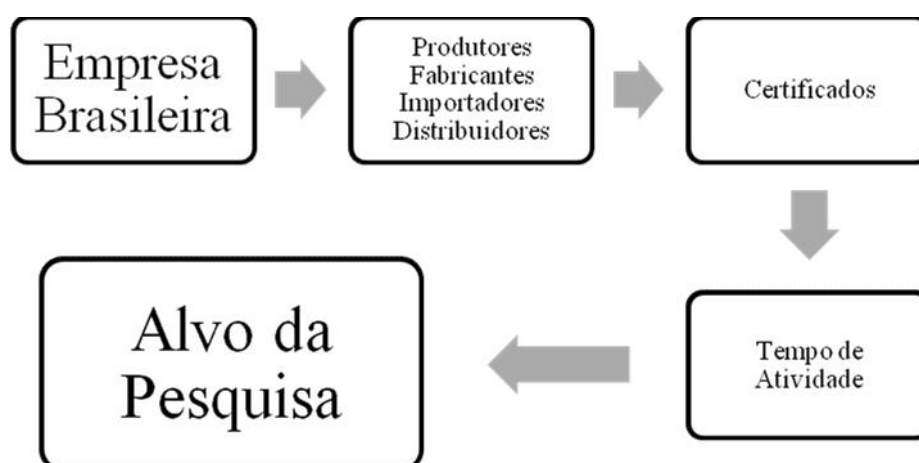 Empresa
Brasileira
Produtores
Fabricantes
Importadores
Distribuidores
Certificados
Tempo de
Atividade
Alvo da
Pesquisa